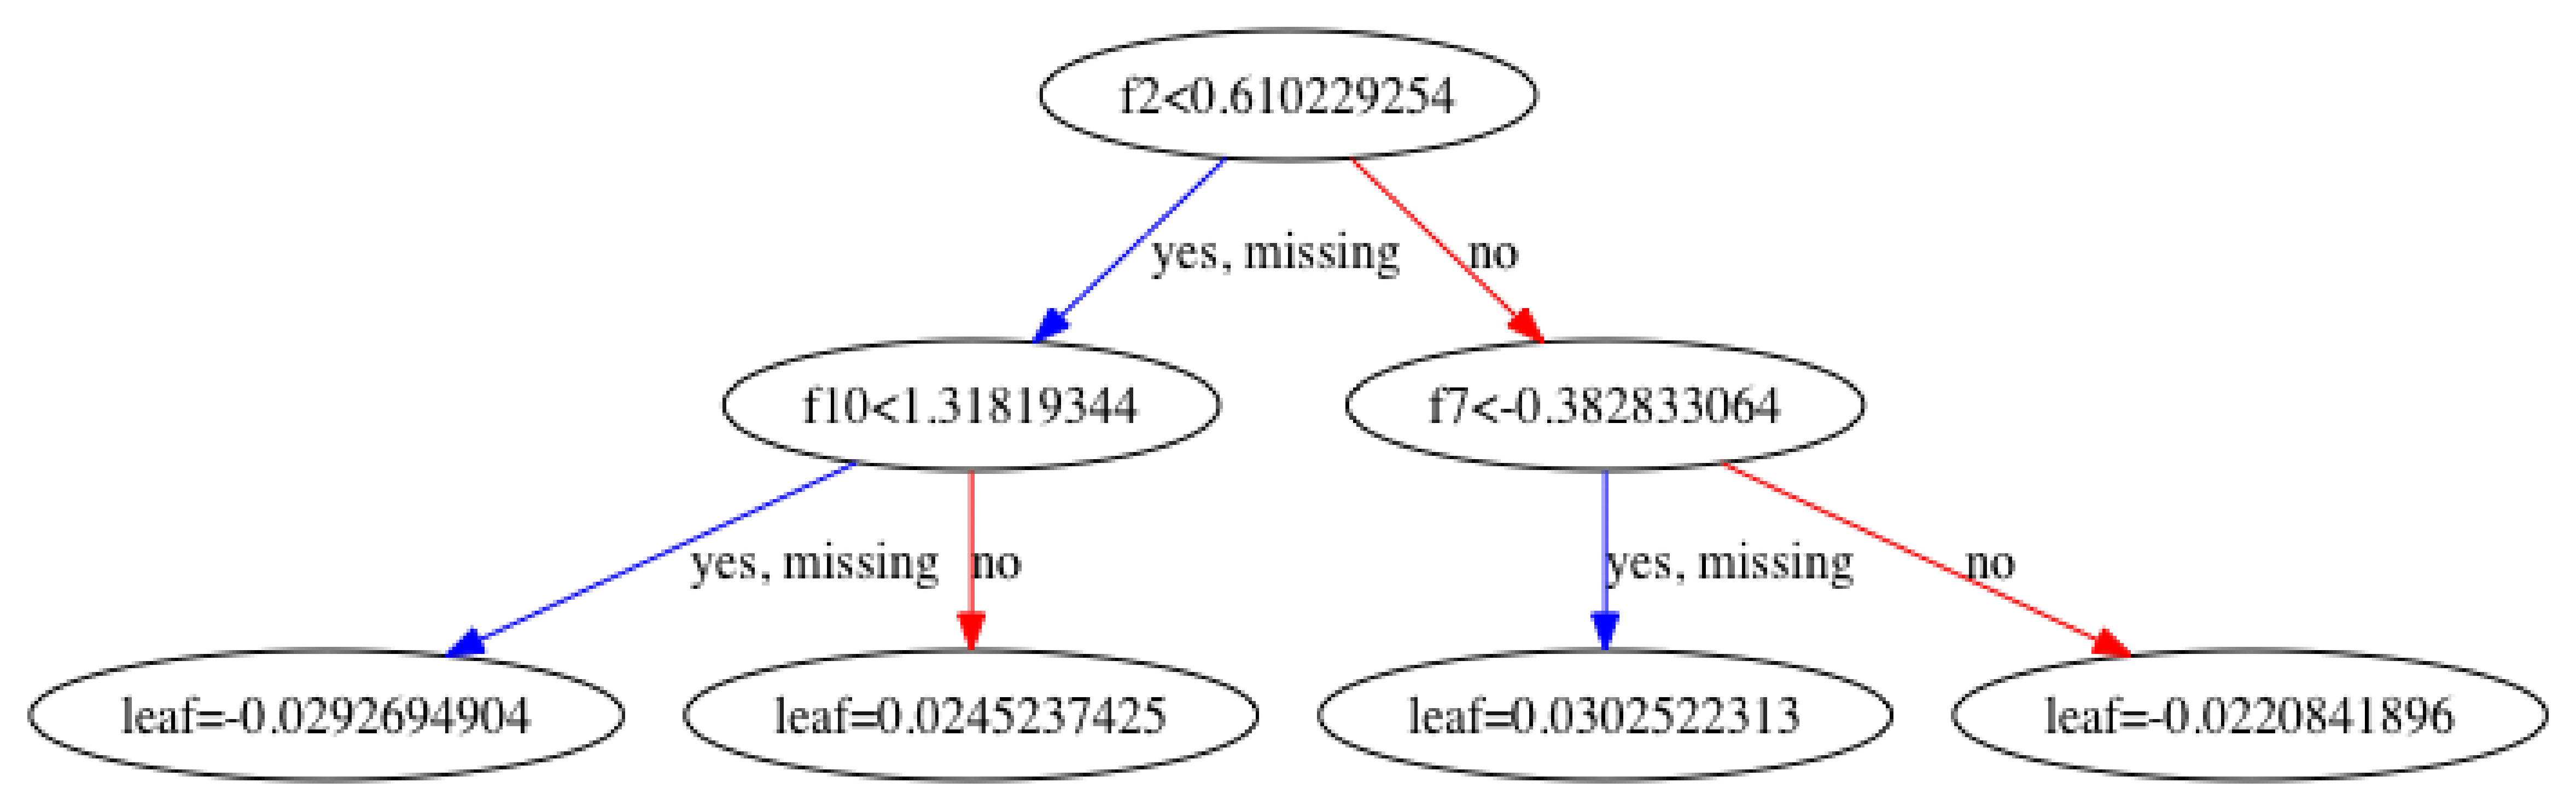 f2<0.610229254
yes, missing
no
f10<1.31819344
f7<-0.382833064
yes, missing
no
yes, missing
no
leaf=-0.0292694904
leaf=0.0245237425
leaf=0.0302522313
leaf=-0.0220841896